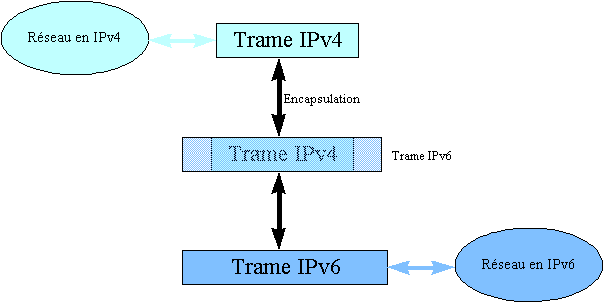 Réseau en IPv4
Trame IPv4
Encapsulation
Trame IPv4
Trame IPv6
Trame IPv6
Réseau en IPv6